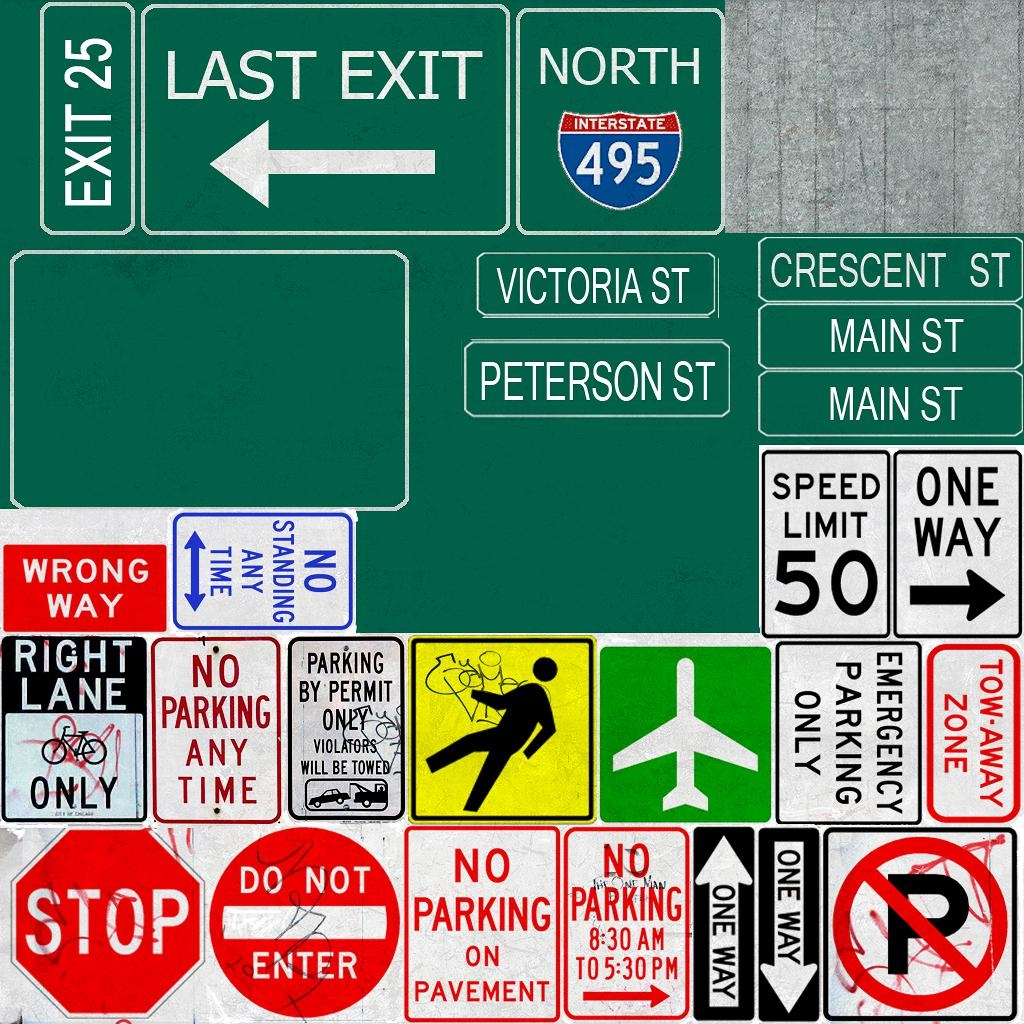 EXIT 25
LAST EXIT
NORTH
INTERSTATE
495
VICTORIA ST
PETERSON ST
CRESCENT ST
MAIN ST
MAIN ST
SPEED
LIMIT
50
ONE
WAY
WRONG
WAY
NO
STANDING
ANY
TIME
RIGHT
LANE
ONLY
NO
PARKING
ANY
TIME
PARKING
BY PERMIT
ONLY
VIOLATORS
WILL BE TOWED
EMERGENCY
PARKING
ONLY
TOW-AWAY
ZONE
STOP
DO NOT
ENTER
NO
PARKING
ON
PAVEMENT
NO
PARKING
8:30 AM
TO 5:30 PM
ONE WAY
ONE WAY
P